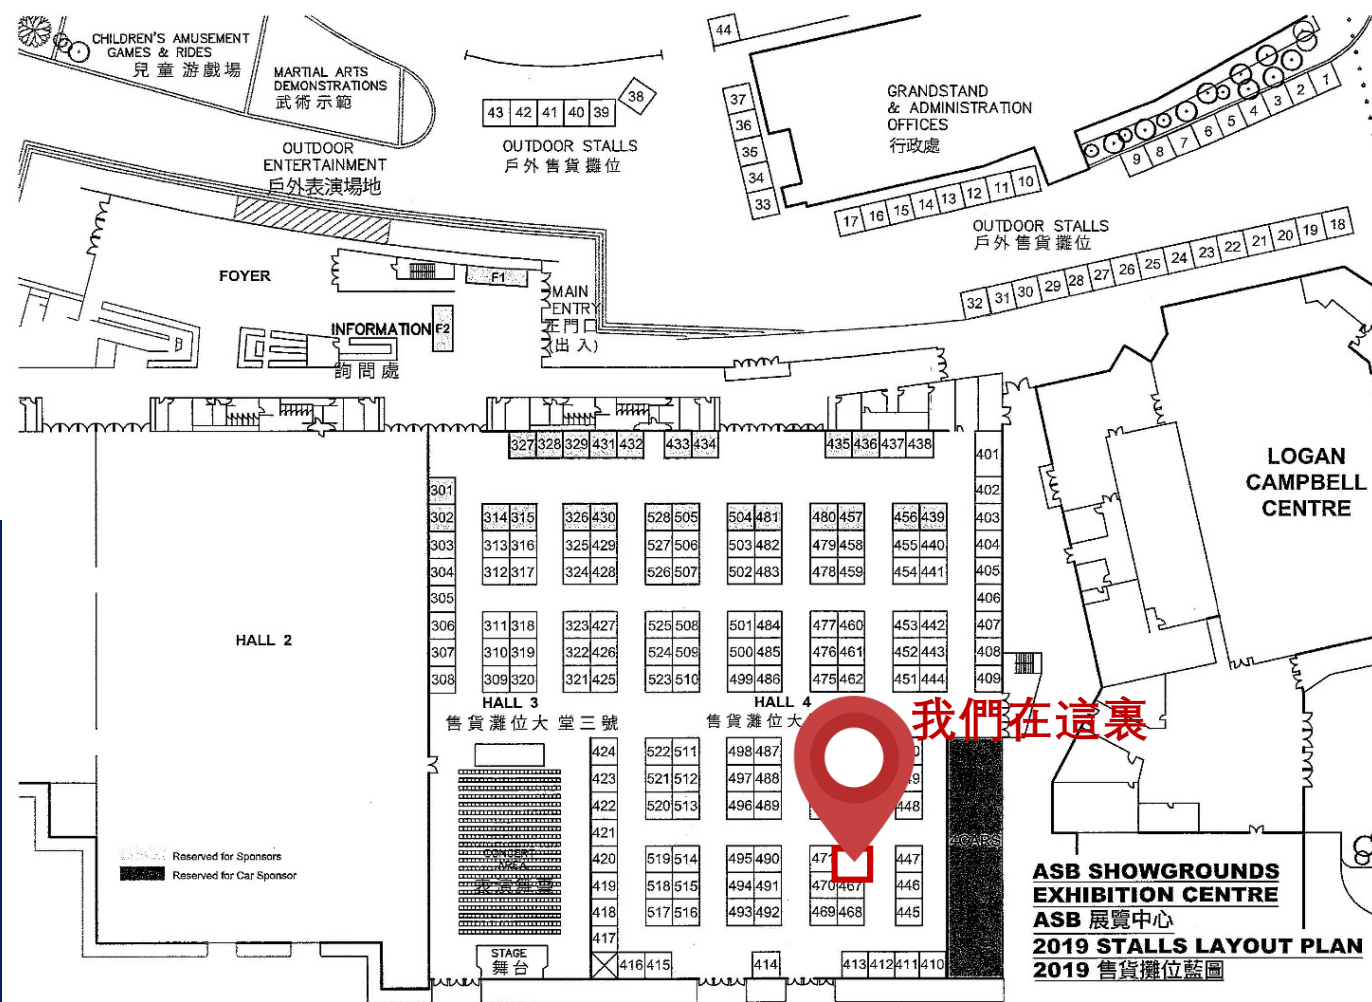 CHILDREN'S AMUSEMENT
GAMES & RIDES
兒童游戲場
MARTIAL ARTS
DEMONSTRATIONS
武術示範
OUTDOOR
ENTERTAINMENT
戶外表演場地
44
43 42 41 40 39
38
OUTDOOR STALLS
戶外售貨攤位
37
36
35
34
33
GRANDSTAND
& ADMINISTRATION
OFFICES
行政處
9 8 7 6 5 4 3 2 1
17 16 15 14 13 12 11 10
OUTDOOR STALLS
戶外售貨攤位
32 31 30 29 28 27 26 25 24 23 22 21 20 19 18
FOYER
F1
INFORMATION F2
詢問處
MAIN
ENTRY
正門口
(出入)
327 328 329 431 432 433 434 435 436 437 438 401
301 402
302 314 315 326 430 528 505 504 481 480 457 456 439 403
303 313 316 325 429 527 506 503 482 479 458 455 440 404
304 312 317 324 428 526 507 502 483 478 459 454 441 405
305 406
306 311 318 323 427 525 508 501 484 477 460 453 442 407
307 310 319 322 426 524 509 500 485 476 461 452 443 408
308 309 320 321 425 523 510 499 486 475 462 451 444 409
HALL 2
HALL 3
售貨灘位大堂三號
HALL 4
售貨灘位大
我們在這裏
LOGAN
CAMPBELL
CENTRE
424 522 511 498 487
423 521 512 497 488
422 520 513 496 489 448
421
420 519 514 495 490 447
419 518 515 494 491 470 467 446
418 517 516 493 492 469 468 445
417
416 415 414 413 412 411 410
CONCERT
AREA
STAGE
舞台
4 CARS
Reserved for Sponsors
Reserved for Car Sponsor
ASB SHOWGROUNDS
EXHIBITION CENTRE
ASB 展覽中心
2019 STALLS LAYOUT PLAN
2019 售貨攤位藍圖